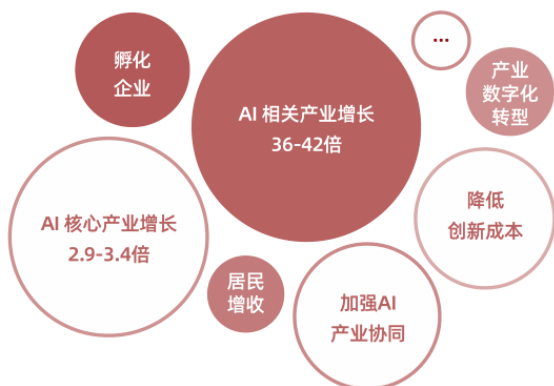 孵化
企业
AI 相关产业增长
36-42倍
...
产业
数字化
转型
AI 核心产业增长
2.9-3.4倍
降低
创新成本
居民
增收
加强AI
产业协同